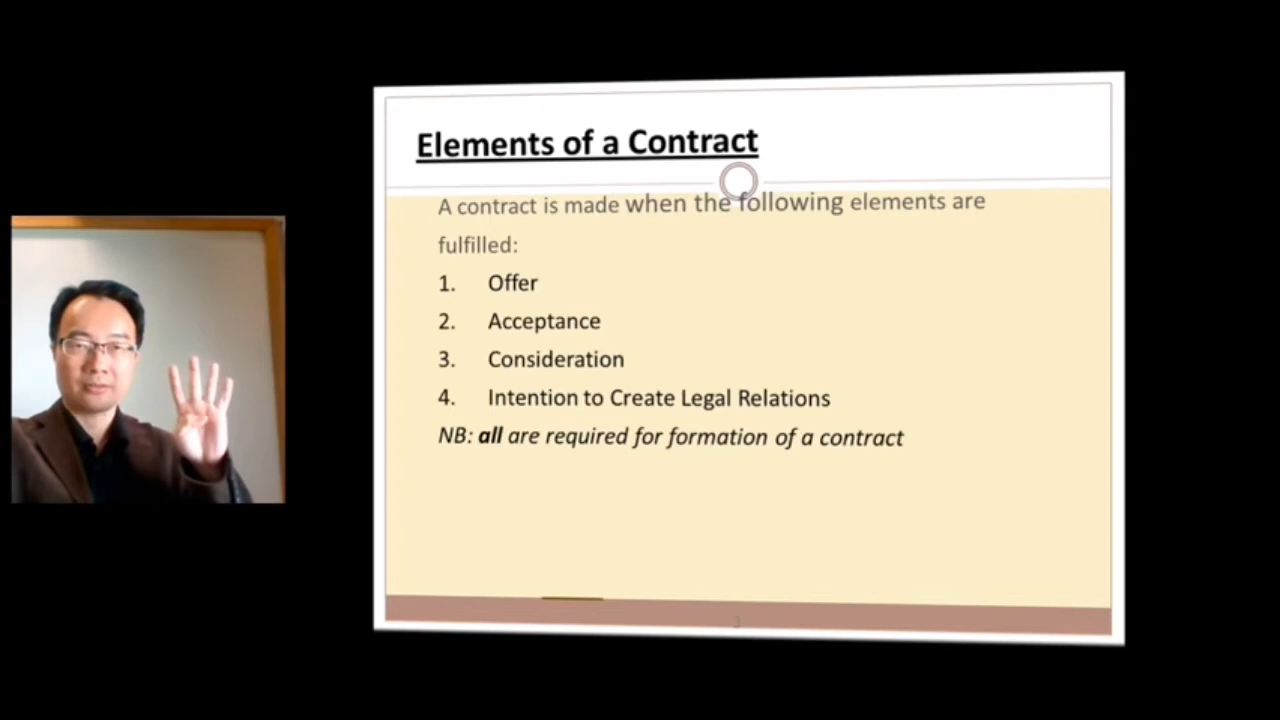 Elements of a Contract
A contract is made when the following elements are
fulfilled:
1. Offer
2. Acceptance
3. Consideration
4. Intention to Create Legal Relations
NB: all are required for formation of a contract